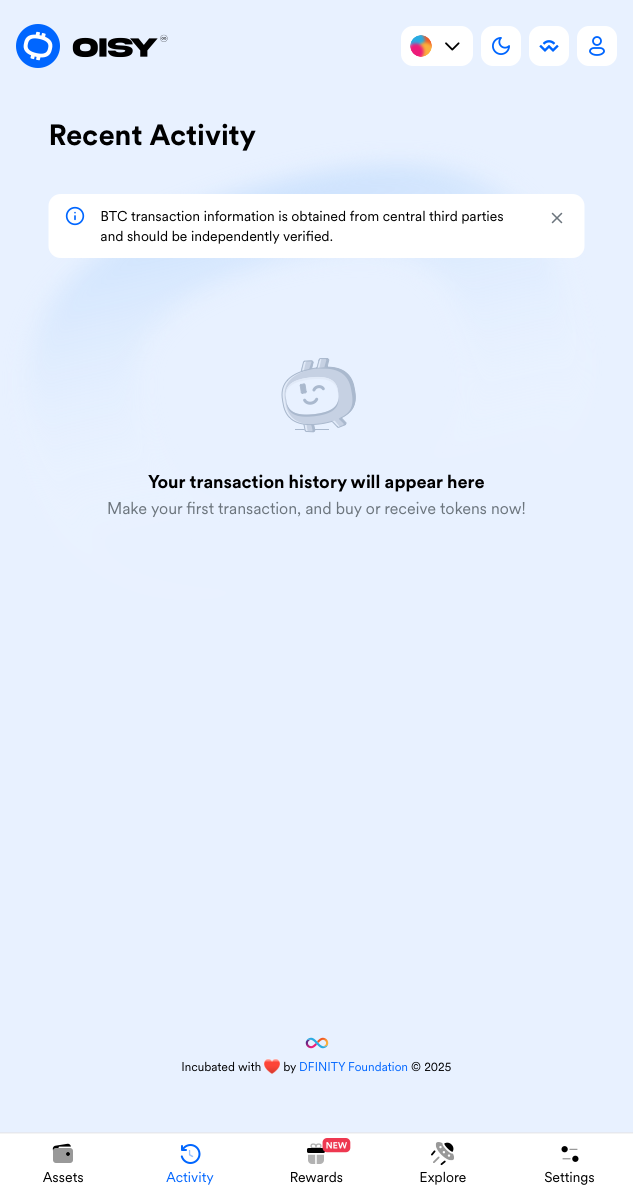 OISY
Recent Activity
BTC transaction information is obtained from central third parties
and should be independently verified.
Your transaction history will appear here
Make your first transaction, and buy or receive tokens now!
Incubated with ❤️ by DFINITY Foundation © 2025
NEW
Assets
Activity
Rewards
Explore
Settings